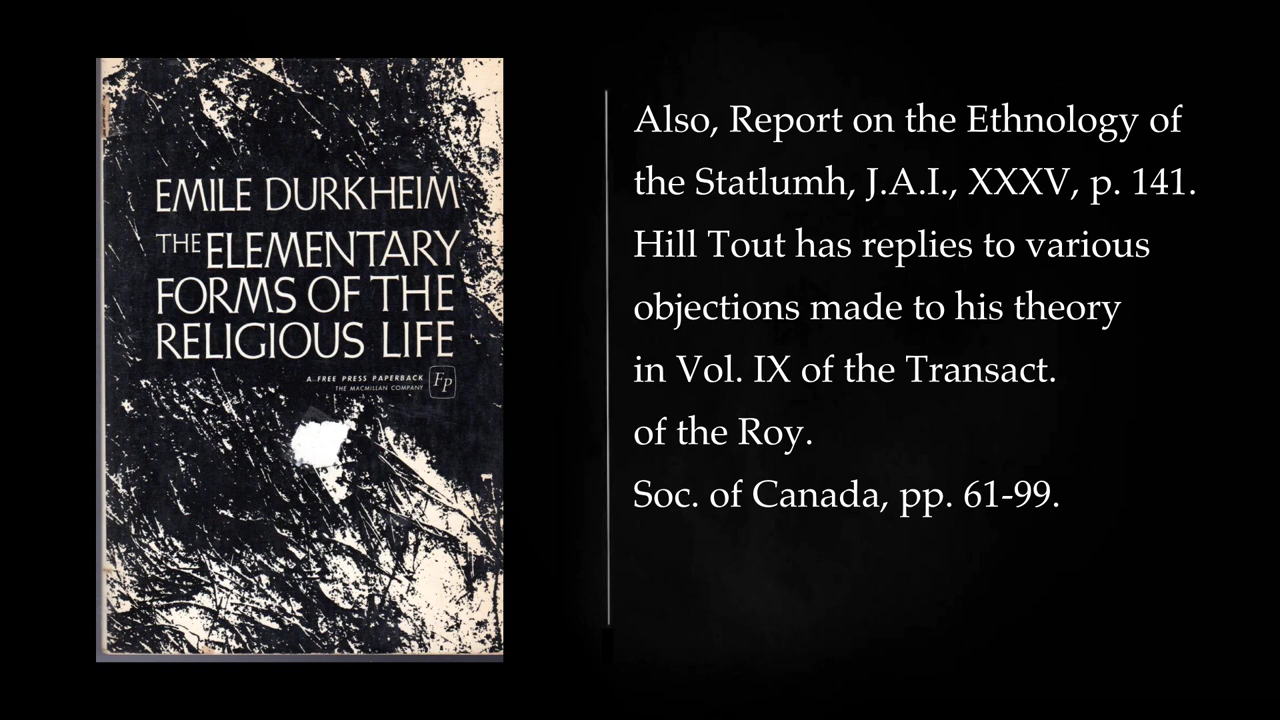 EMILE DURKHEIM
THE ELEMENTARY
FORMS OF THE
RELIGIOUS LIFE
A FREE PRESS PAPERBACK
THE MACMILLAN COMPANY
Fp
Also, Report on the Ethnology of
the Statlumh, J.A.I., XXXV, p. 141.
Hill Tout has replies to various
objections made to his theory
in Vol. IX of the Transact.
of the Roy.
Soc. of Canada, pp. 61-99.